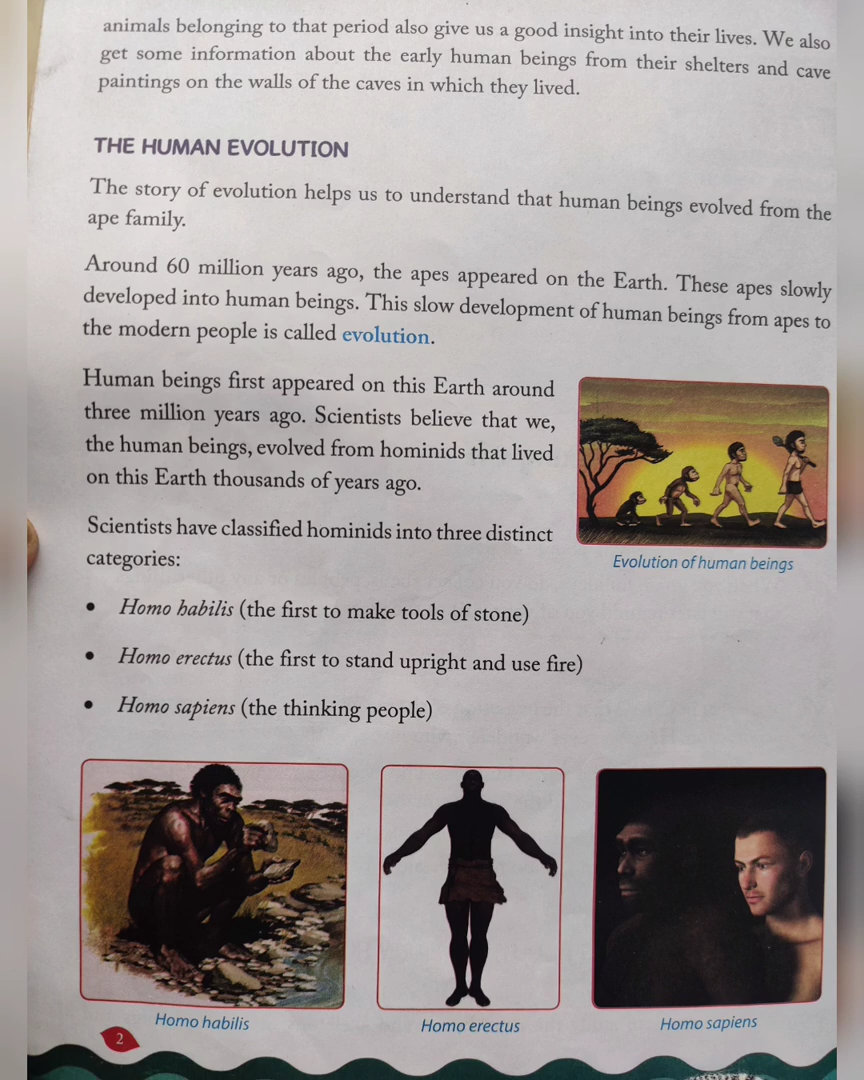 animals belonging to that period also give us a good insight into their lives. We also
get some information about the early human beings from their shelters and cave
paintings on the walls of the caves in which they lived.
THE HUMAN EVOLUTION
The story of evolution helps us to understand that human beings evolved from the
ape family.
Around 60 million years ago, the apes appeared on the Earth. These apes slowly
developed into human beings. This slow development of human beings from apes to
the modern people is called evolution.
Human beings first appeared on this Earth around
three million years ago. Scientists believe that we,
the human beings, evolved from hominids that lived
on this Earth thousands of years ago.
Evolution of human beings
Scientists have classified hominids into three distinct
categories:
• Homo habilis (the first to make tools of stone)
• Homo erectus (the first to stand upright and use fire)
• Homo sapiens (the thinking people)
Homo habilis
Homo erectus
Homo sapiens
2